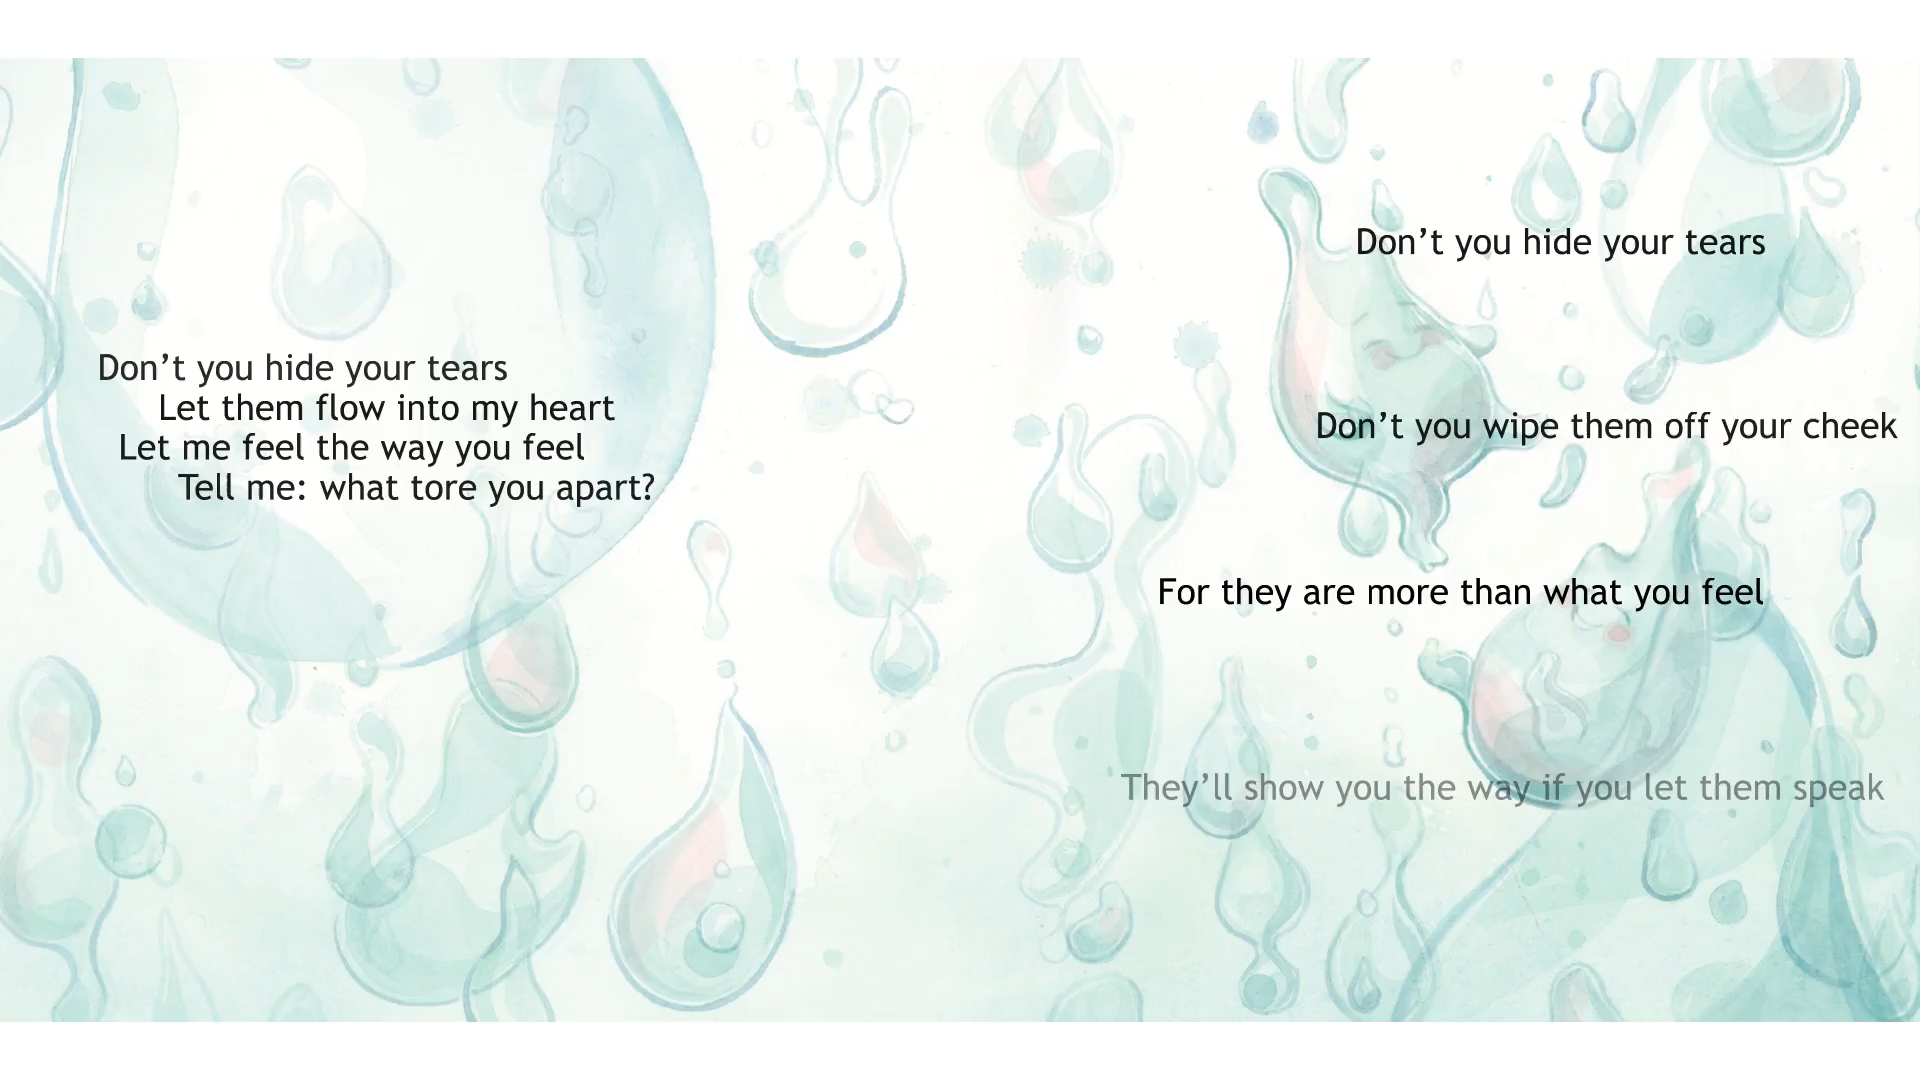 Don’t you hide your tears
Let them flow into my heart
Let me feel the way you feel
Tell me: what tore you apart?
Don’t you hide your tears
Don’t you wipe them off your cheek
For they are more than what you feel
They’ll show you the way if you let them speak